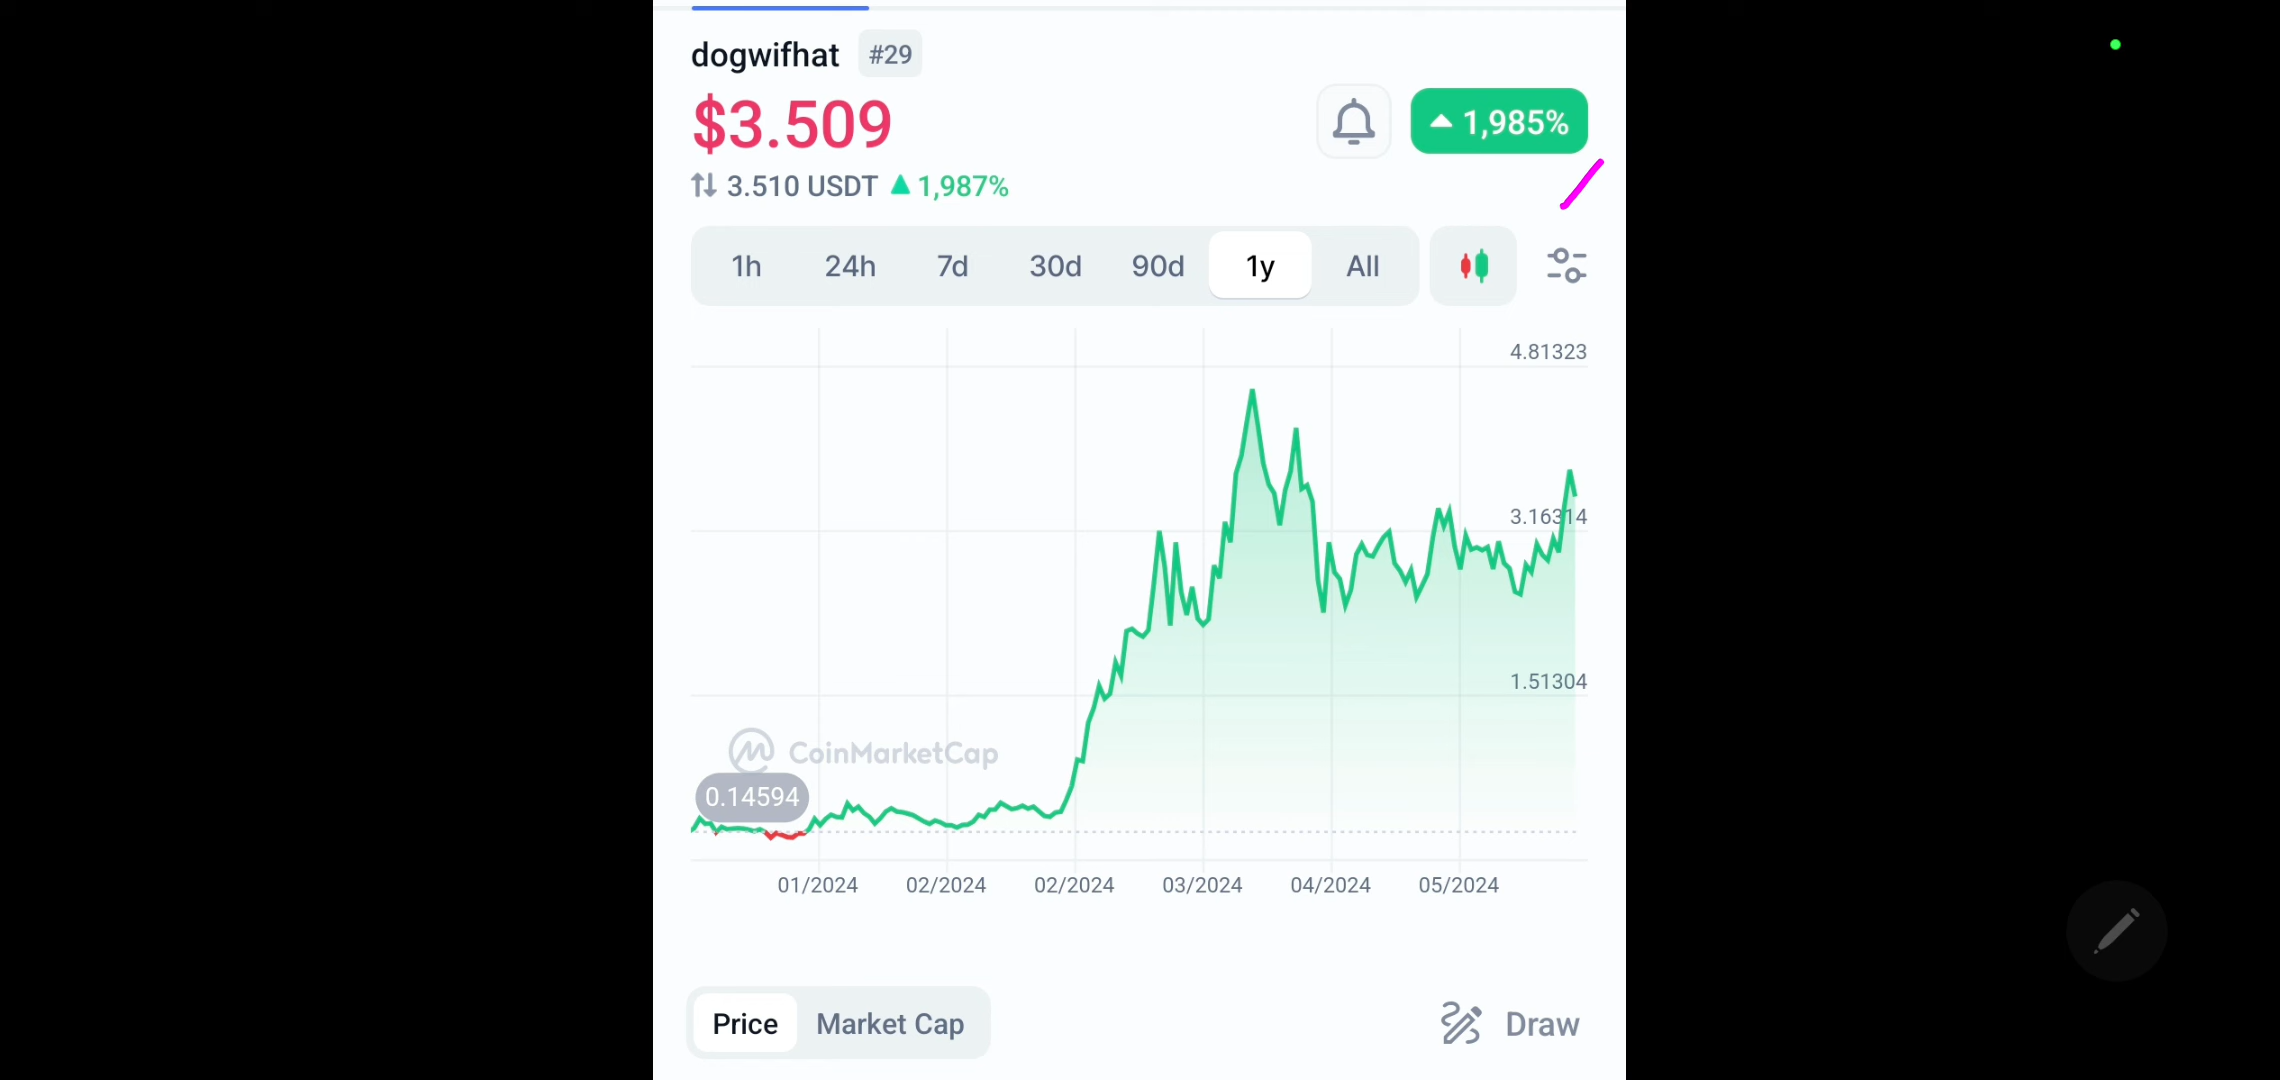 dogwifhat #29
$3.509
1,985%
3.510 USDT 1,987%
1h 24h 7d 30d 90d 1y All
4.81323
3.16314
1.51304
CoinMarketCap
0.14594
01/2024 02/2024 02/2024 03/2024 04/2024 05/2024
Price Market Cap Draw